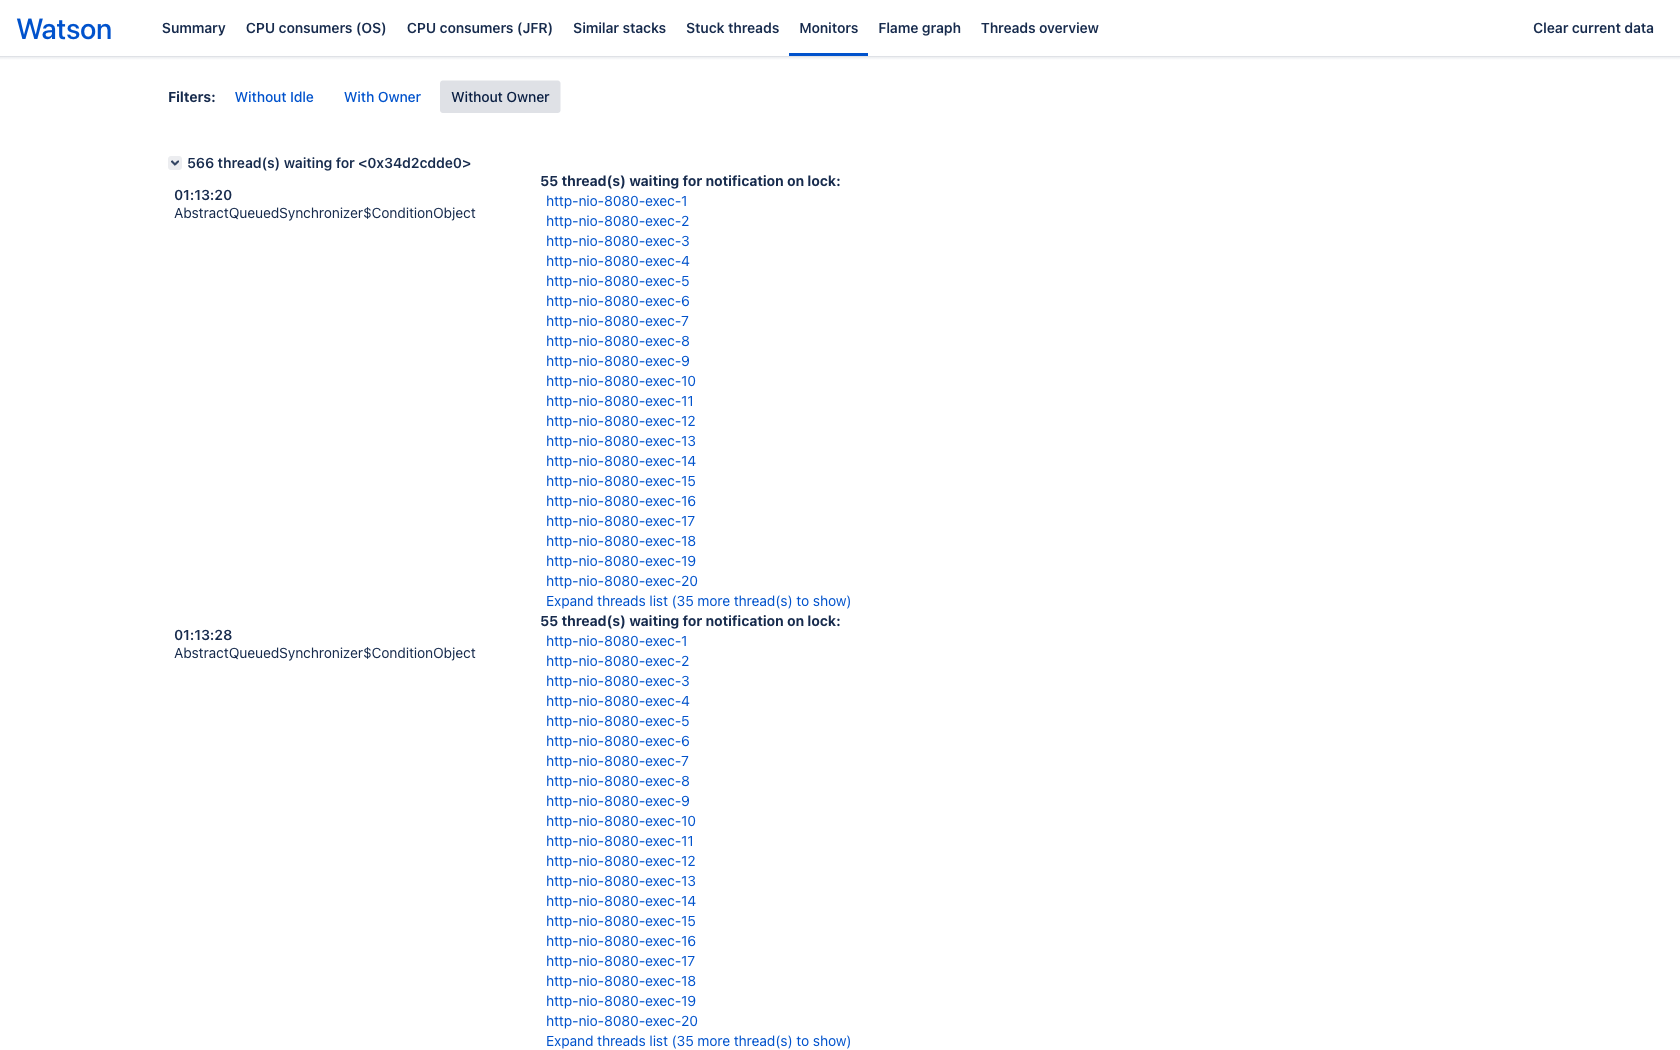 Watson
Summary
CPU consumers (OS)
CPU consumers (JFR)
Similar stacks
Stuck threads
Monitors
Flame graph
Threads overview
Clear current data
Filters:
Without Idle
With Owner
Without Owner
566 thread(s) waiting for <0x34d2cdde0>
01:13:20
AbstractQueuedSynchronizer$ConditionObject
55 thread(s) waiting for notification on lock:
http-nio-8080-exec-1
http-nio-8080-exec-2
http-nio-8080-exec-3
http-nio-8080-exec-4
http-nio-8080-exec-5
http-nio-8080-exec-6
http-nio-8080-exec-7
http-nio-8080-exec-8
http-nio-8080-exec-9
http-nio-8080-exec-10
http-nio-8080-exec-11
http-nio-8080-exec-12
http-nio-8080-exec-13
http-nio-8080-exec-14
http-nio-8080-exec-15
http-nio-8080-exec-16
http-nio-8080-exec-17
http-nio-8080-exec-18
http-nio-8080-exec-19
http-nio-8080-exec-20
Expand threads list (35 more thread(s) to show)
01:13:28
AbstractQueuedSynchronizer$ConditionObject
55 thread(s) waiting for notification on lock:
http-nio-8080-exec-1
http-nio-8080-exec-2
http-nio-8080-exec-3
http-nio-8080-exec-4
http-nio-8080-exec-5
http-nio-8080-exec-6
http-nio-8080-exec-7
http-nio-8080-exec-8
http-nio-8080-exec-9
http-nio-8080-exec-10
http-nio-8080-exec-11
http-nio-8080-exec-12
http-nio-8080-exec-13
http-nio-8080-exec-14
http-nio-8080-exec-15
http-nio-8080-exec-16
http-nio-8080-exec-17
http-nio-8080-exec-18
http-nio-8080-exec-19
http-nio-8080-exec-20
Expand threads list (35 more thread(s) to show)